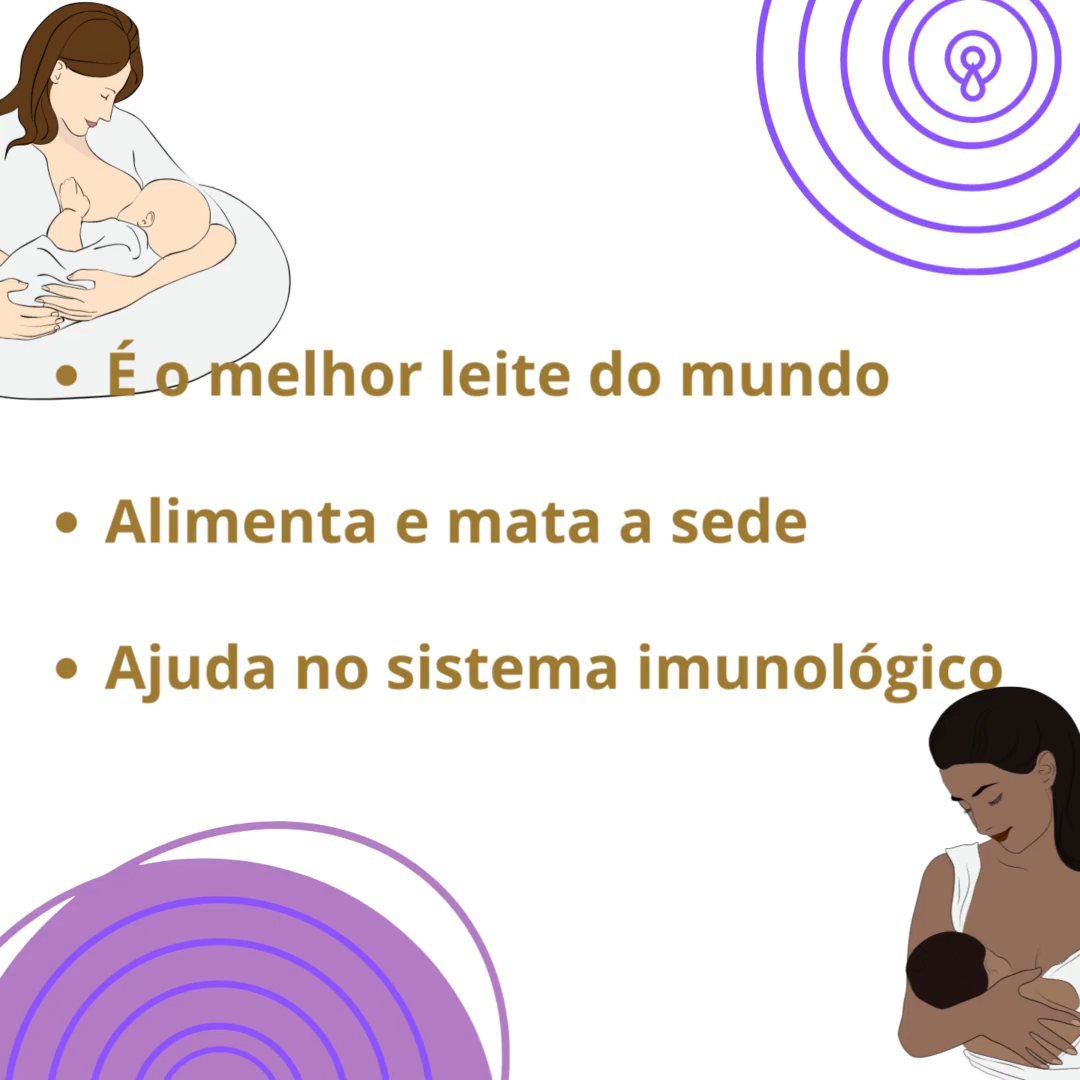 • É o melhor leite do mundo
• Alimenta e mata a sede
• Ajuda no sistema imunológico